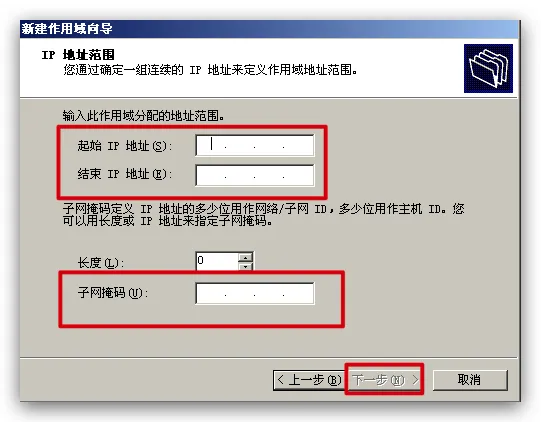 新建作用域向导
IP 地址范围
您通过确定一组连续的 IP 地址来定义作用域地址范围。
输入此作用域分配的地址范围。
起始 IP 地址(S):
结束 IP 地址(E):
子网掩码定义 IP 地址的多少位用作网络/子网 ID，多少位用作主机 ID。您
可以用长度或 IP 地址来指定子网掩码。
长度(L): 0
子网掩码(U):
< 上一步(B) 下一步(N) > 取消